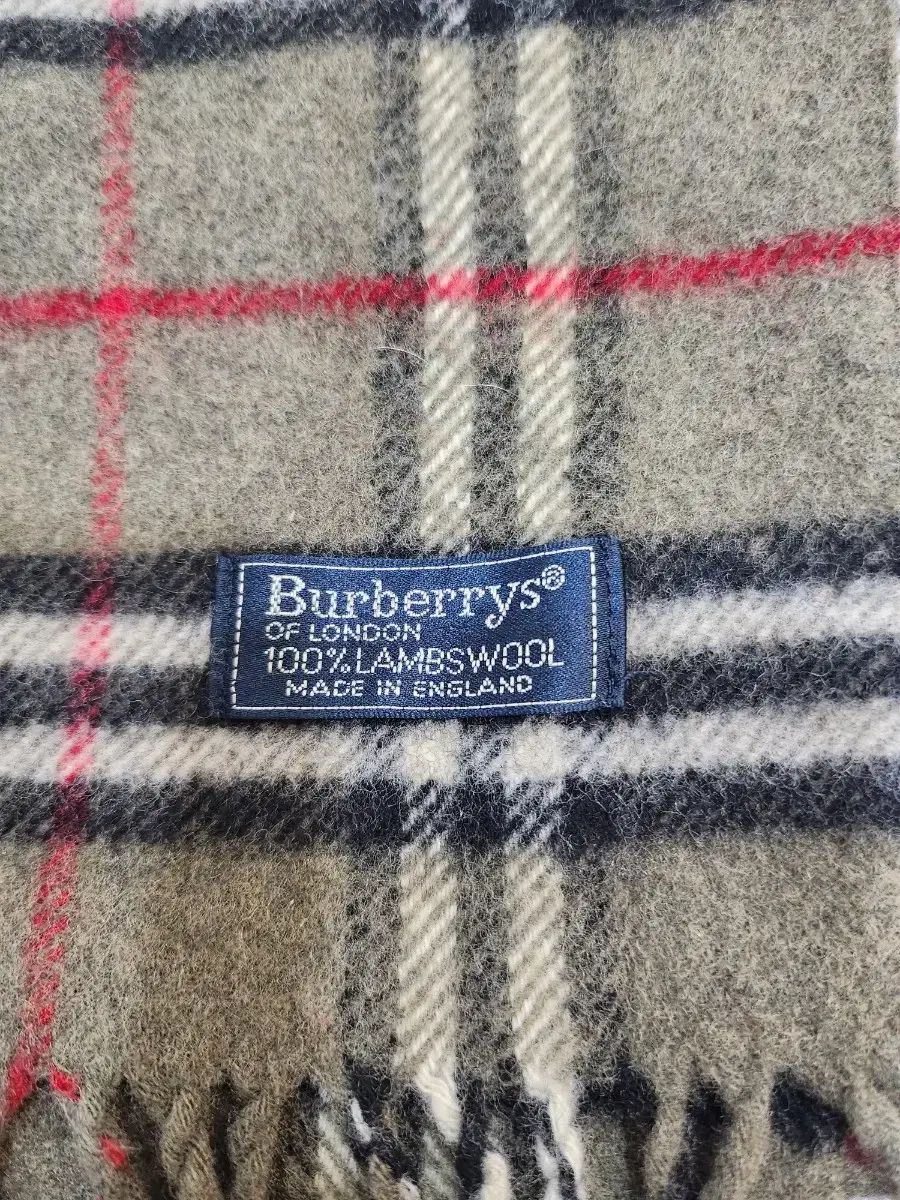 Burberrys®
OF LONDON
100% LAMBSWOOL
MADE IN ENGLAND